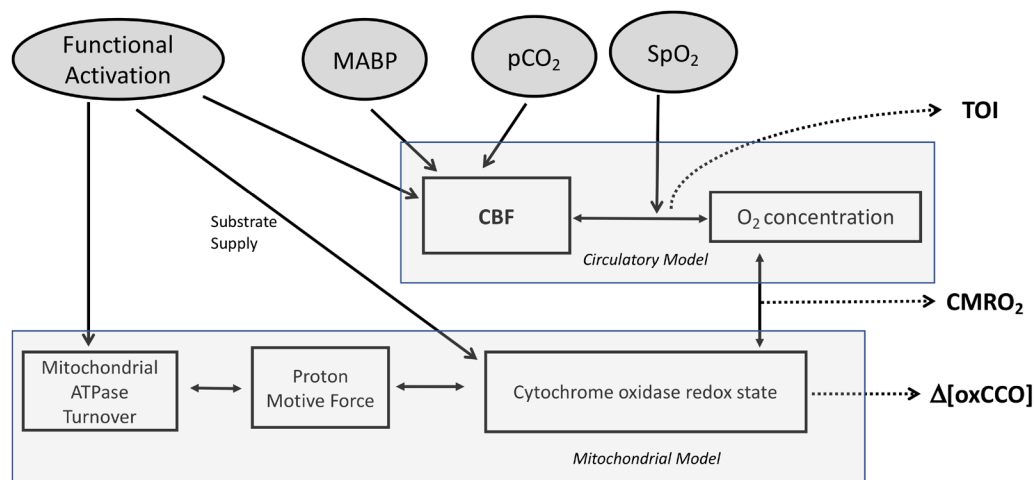 Functional
Activation
MABP
pCO₂
SpO₂
TOI
CBF
O₂ concentration
Substrate
Supply
Circulatory Model
CMRO₂
Mitochondrial
ATPase
Turnover
Proton
Motive Force
Cytochrome oxidase redox state
Δ[oxCCO]
Mitochondrial Model